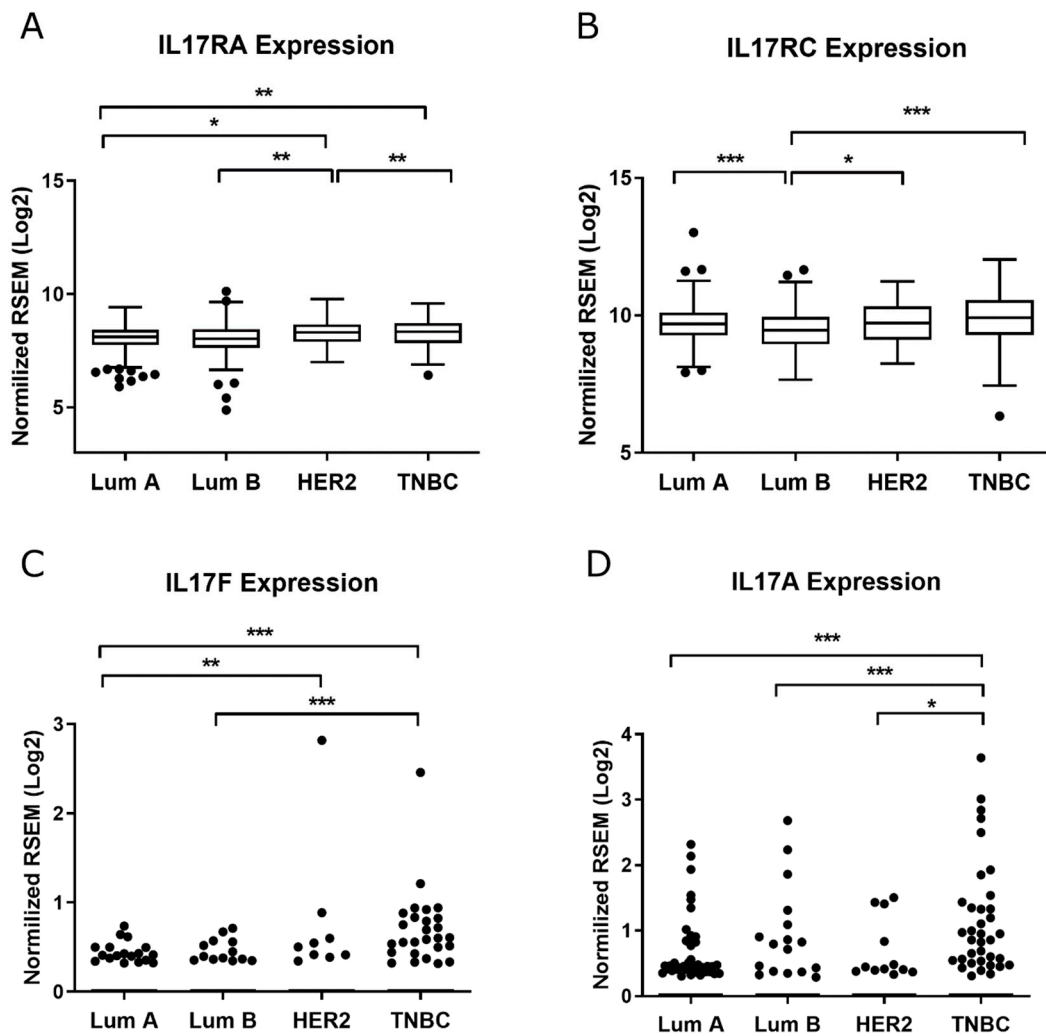 A
IL17RA Expression
**
*
**
**
Normilized RSEM (Log2)
15
10
5
Lum A
Lum B
HER2
TNBC
B
IL17RC Expression
***
***
*
Normilized RSEM (Log2)
15
10
5
Lum A
Lum B
HER2
TNBC
C
IL17F Expression
***
**
***
Normilized RSEM (Log2)
3
2
1
0
Lum A
Lum B
HER2
TNBC
D
IL17A Expression
***
***
*
Normilized RSEM (Log2)
4
3
2
1
0
Lum A
Lum B
HER2
TNBC